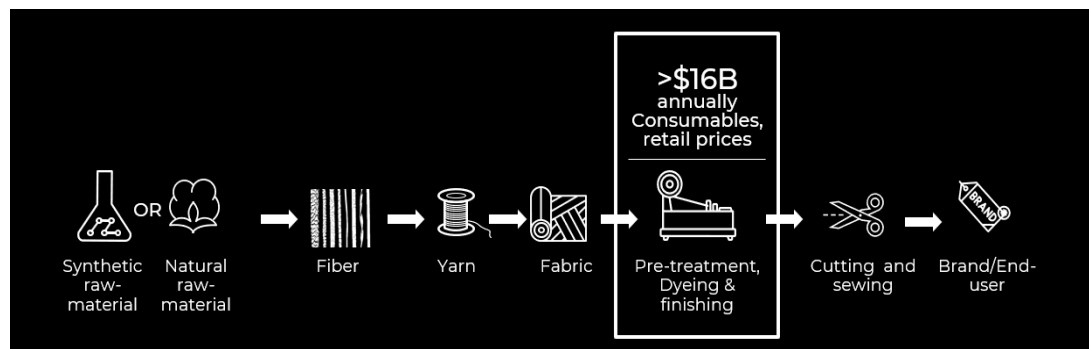 >$16B
annually
Consumables,
retail prices
OR
BRAND
Synthetic
raw-
material
Natural
raw-
material
Fiber
Yarn
Fabric
Pre-treatment,
Dyeing &
finishing
Cutting and
sewing
Brand/End-
user